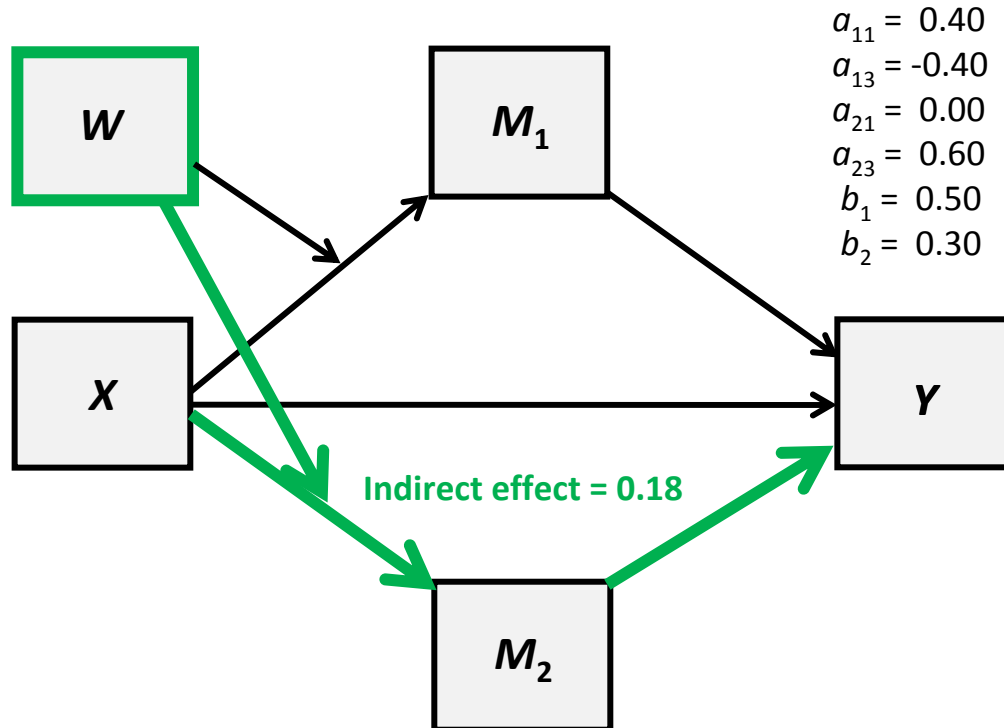 W
M₁
a₁₁ = 0.40
a₁₃ = -0.40
a₂₁ = 0.00
a₂₃ = 0.60
b₁ = 0.50
b₂ = 0.30
X
Y
Indirect effect = 0.18
M₂